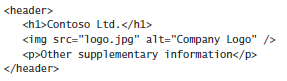 <header>
<h1>Contoso Ltd.</h1>
<img src="logo.jpg" alt="Company Logo" />
<p>Other supplementary information</p>
</header>